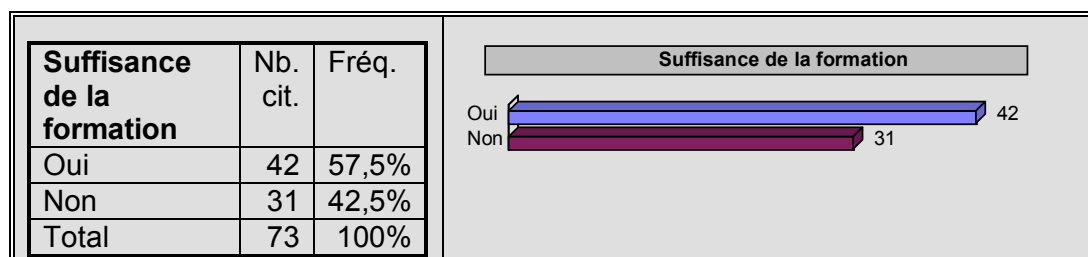 Suffisance de la formation
Nb. cit.
Fréq.
Oui 42 57,5%
Non 31 42,5%
Total 73 100%
Suffisance de la formation
Oui 42
Non 31